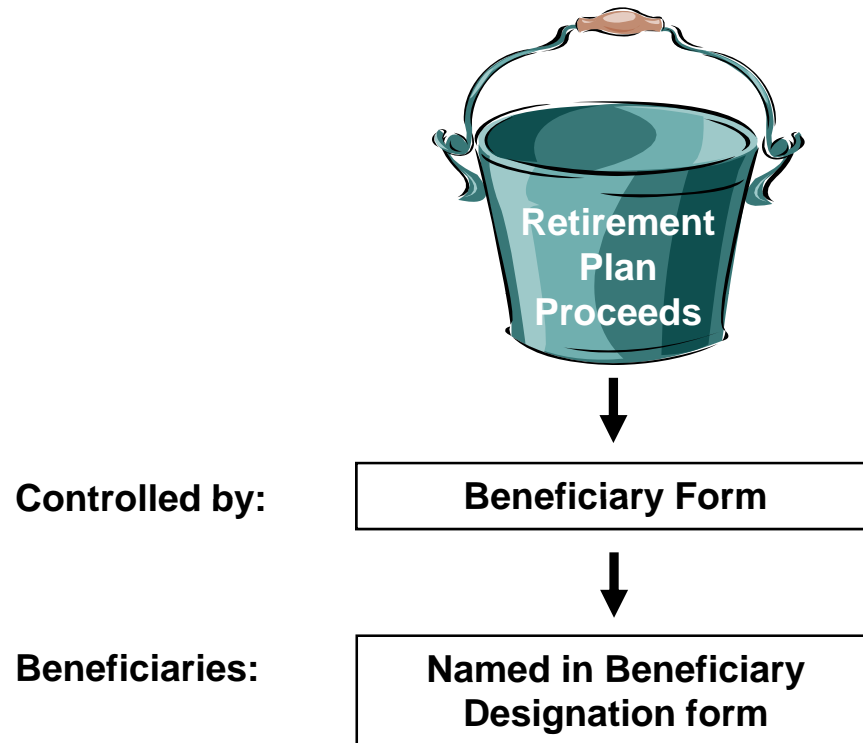 Retirement
Plan
Proceeds
Controlled by:
Beneficiary Form
Beneficiaries:
Named in Beneficiary
Designation form